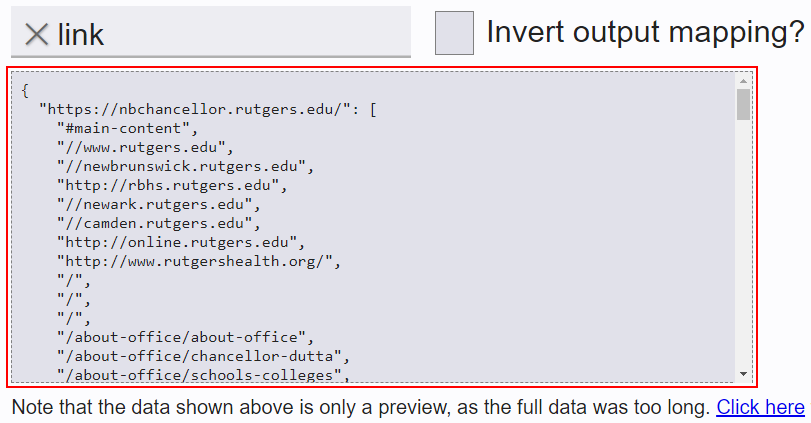 link
Invert output mapping?
{
"https://nbchancellor.rutgers.edu/": [
"#main-content",
"//www.rutgers.edu",
"//newbrunswick.rutgers.edu",
"http://rbhs.rutgers.edu",
"//newark.rutgers.edu",
"//camden.rutgers.edu",
"http://online.rutgers.edu",
"http://www.rutgershealth.org/",
"/",
"/",
"/",
"/about-office/about-office",
"/about-office/chancellor-dutta",
"/about-office/schools-colleges",
Note that the data shown above is only a preview, as the full data was too long. Click here